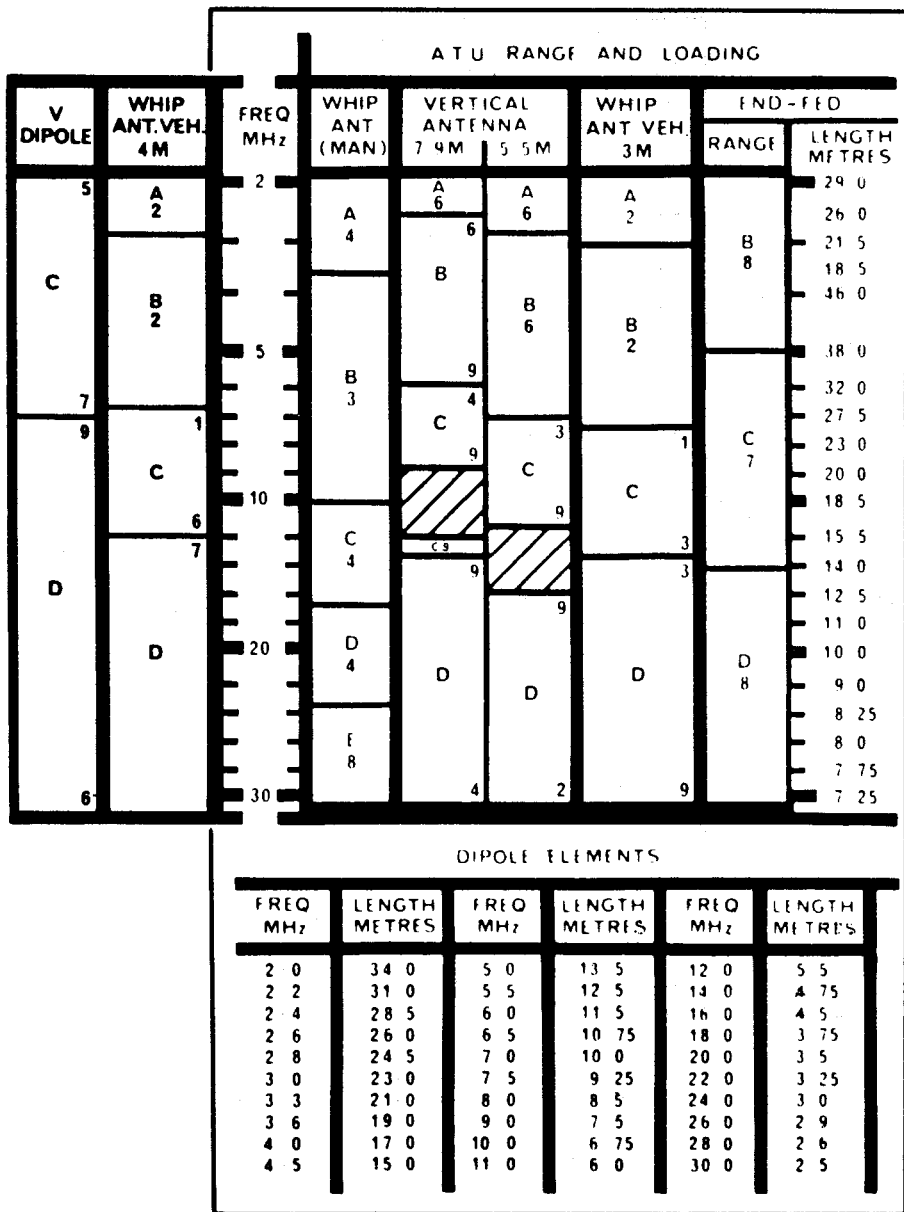 ATU RANGE AND LOADING
V DIPOLE
WHIP ANT. VEH. 4M
FREQ MHz
WHIP ANT (MAN)
VERTICAL ANTENNA
7 9M
5 5M
WHIP ANT VEH. 3M
END-FED
RANGE
LENGTH METRES
5
C
7
9
D
6
A
2
B
2
1
C
6
7
D
2
5
10
20
30
A
4
B
3
C
4
D
4
8
A
6
6
B
9
4
C
9
C 9
9
D
4
A
6
B
6
3
C
9
9
D
2
A
2
B
2
1
C
3
3
D
9
B
8
C
7
D
8
29 0
26 0
21 5
18 5
46 0
38 0
32 0
27 5
23 0
20 0
18 5
15 5
14 0
12 5
11 0
10 0
9 0
8 25
8 0
7 75
7 25
DIPOLE ELEMENTS
FREQ MHz LENGTH METRES FREQ MHz LENGTH METRES FREQ MHz LENGTH METRES
2 0 34 0 5 0 13 5 12 0 5 5
2 2 31 0 5 5 12 5 14 0 4 75
2 4 28 5 6 0 11 5 16 0 4 5
2 6 26 0 6 5 10 75 18 0 3 75
2 8 24 5 7 0 10 0 20 0 3 5
3 0 23 0 7 5 9 25 22 0 3 25
3 3 21 0 8 0 8 5 24 0 3 0
3 6 19 0 9 0 7 5 26 0 2 9
4 0 17 0 10 0 6 75 28 0 2 6
4 5 15 0 11 0 6 0 30 0 2 5